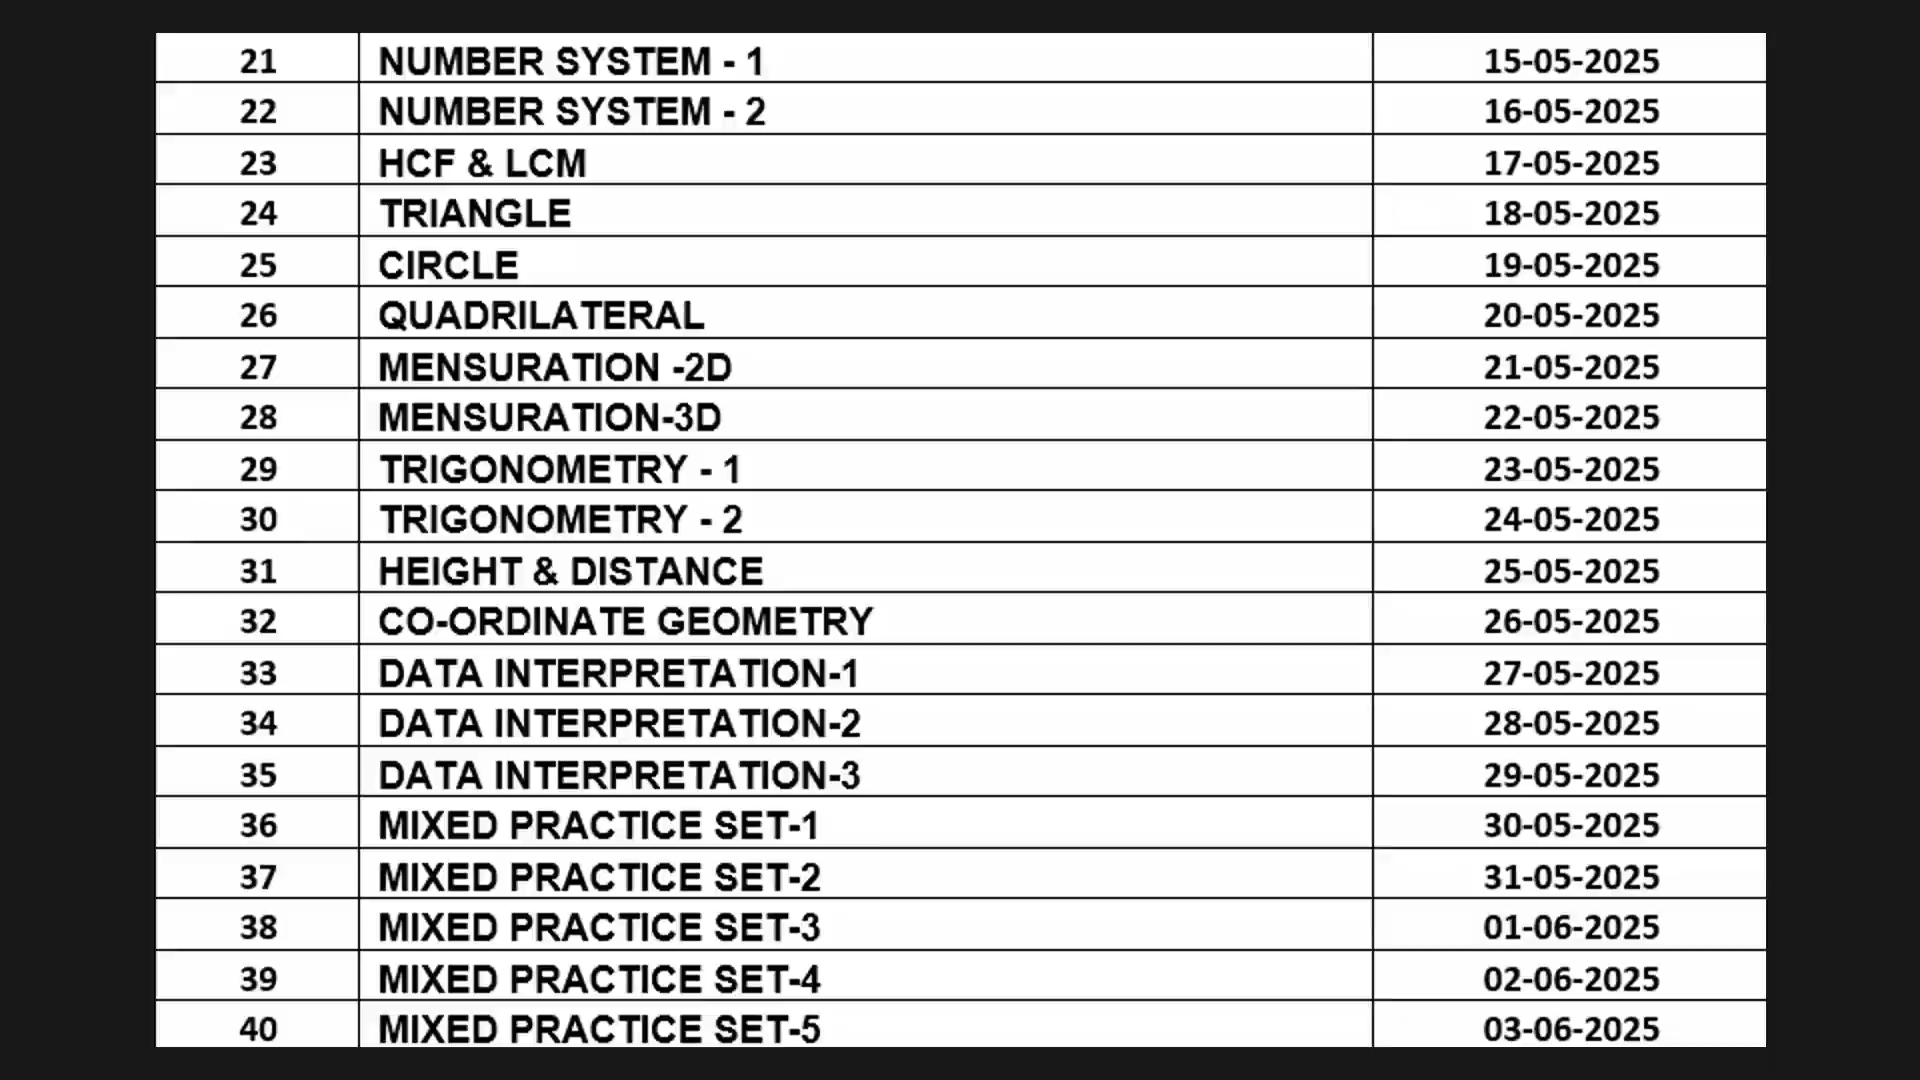 21 NUMBER SYSTEM - 1 15-05-2025
22 NUMBER SYSTEM - 2 16-05-2025
23 HCF & LCM 17-05-2025
24 TRIANGLE 18-05-2025
25 CIRCLE 19-05-2025
26 QUADRILATERAL 20-05-2025
27 MENSURATION -2D 21-05-2025
28 MENSURATION-3D 22-05-2025
29 TRIGONOMETRY - 1 23-05-2025
30 TRIGONOMETRY - 2 24-05-2025
31 HEIGHT & DISTANCE 25-05-2025
32 CO-ORDINATE GEOMETRY 26-05-2025
33 DATA INTERPRETATION-1 27-05-2025
34 DATA INTERPRETATION-2 28-05-2025
35 DATA INTERPRETATION-3 29-05-2025
36 MIXED PRACTICE SET-1 30-05-2025
37 MIXED PRACTICE SET-2 31-05-2025
38 MIXED PRACTICE SET-3 01-06-2025
39 MIXED PRACTICE SET-4 02-06-2025
40 MIXED PRACTICE SET-5 03-06-2025